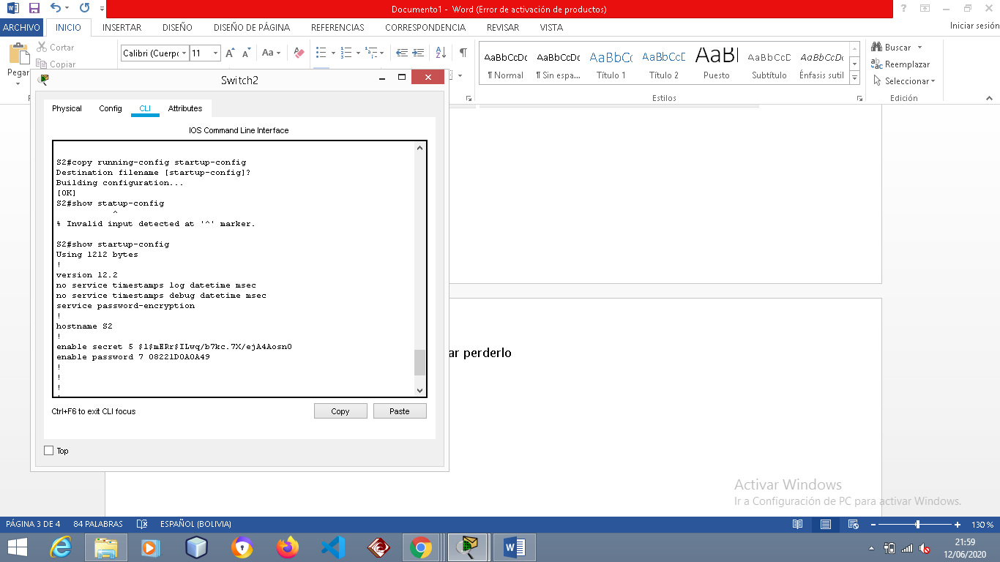 Documento1 - Word (Error de activación de productos)
ARCHIVO INICIO INSERTAR DISEÑO DISEÑO DE PÁGINA REFERENCIAS CORRESPONDENCIA REVISAR VISTA Iniciar sesión
Cortar
Copiar
Pegar
Calibri (Cuerpo 11
AaBbCcDc AaBbCcDc AaBbCc AaBbCcD AaBb AaBbCcD AaBbCcDc
¶ Normal ¶ Sin espa... Título 1 Título 2 Puesto Subtítulo Énfasis sutil
Estilos
Buscar
Reemplazar
Seleccionar
Edición
Switch2
Physical Config CLI Attributes
IOS Command Line Interface
S2#copy running-config startup-config
Destination filename [startup-config]?
Building configuration...
[OK]
S2#show statup-config
^
% Invalid input detected at '^' marker.
S2#show startup-config
Using 1212 bytes
!
version 12.2
no service timestamps log datetime msec
no service timestamps debug datetime msec
service password-encryption
!
hostname S2
!
enable secret 5 $1$mERr$ILwq/b7kc.7X/ejA4Aosn0
enable password 7 08221D0A0A49
!
!
!
Ctrl+F6 to exit CLI focus
Copy Paste
Top
ar perderlo
Activar Windows
Ir a Configuración de PC para activar Windows.
PÁGINA 3 DE 4 84 PALABRAS ESPAÑOL (BOLIVIA) 130 %
21:59
12/06/2020